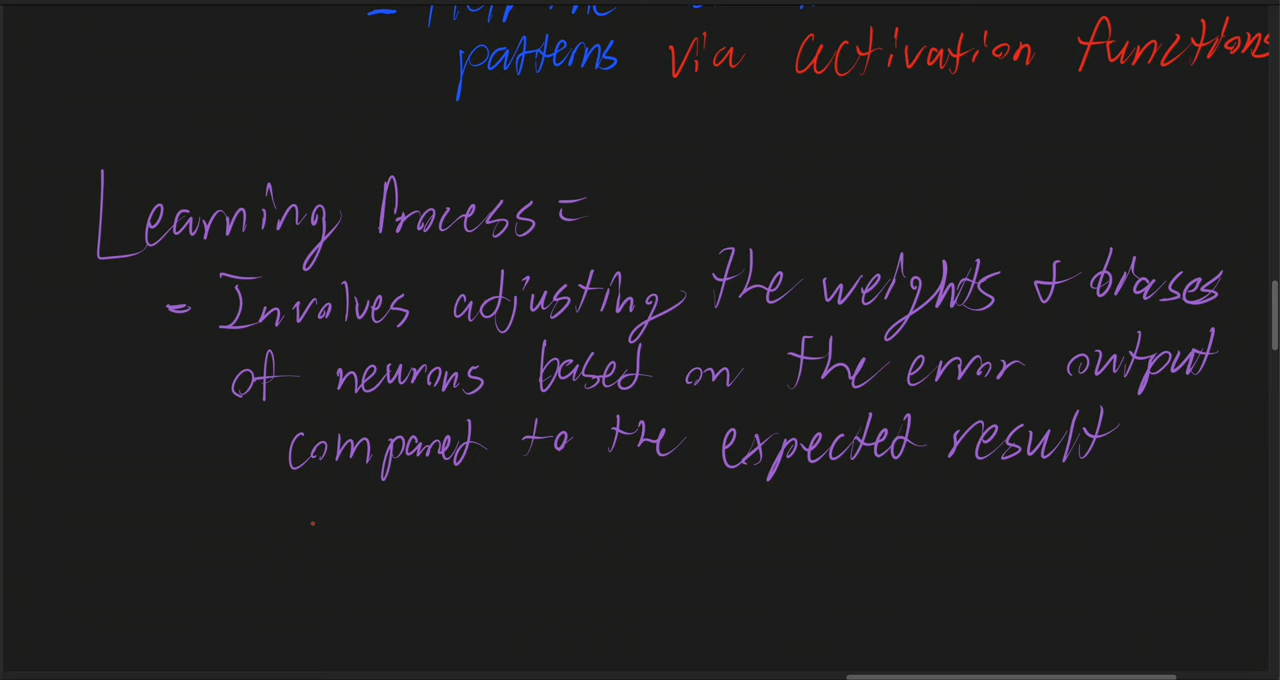 patterns via activation functions
Learning Process =
- Involves adjusting the weights & biases
of neurons based on the error output
compared to the expected result